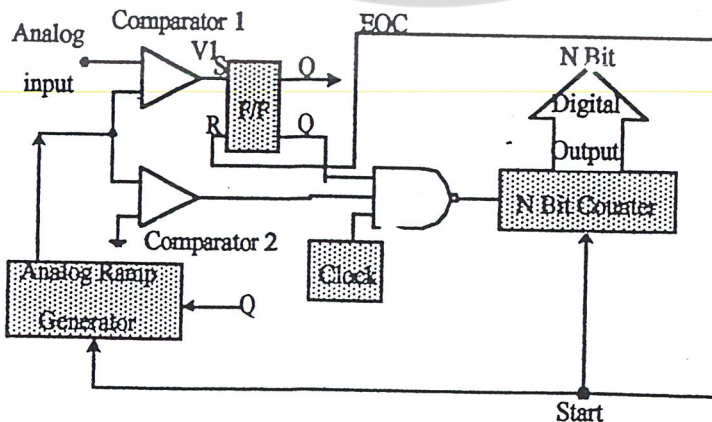 Comparator 1
EOC
Analog
input
V1
S
Q
N Bit
F/F
Digital
R
Q
Output
N Bit Counter
Comparator 2
Clock
Analog Ramp
Generator
Q
Start